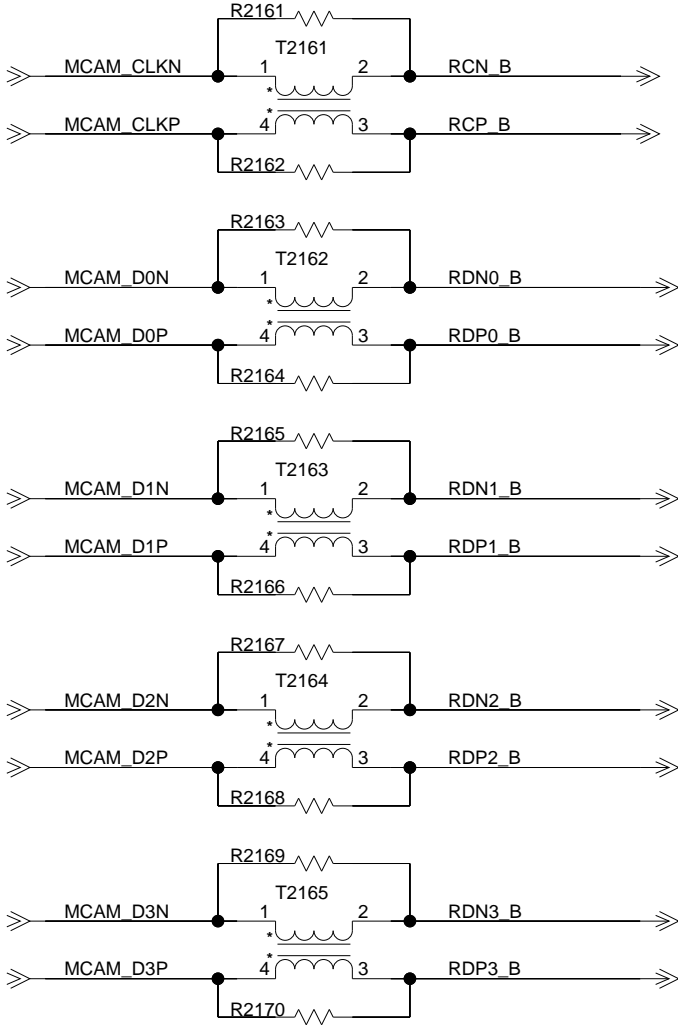 R2161
T2161
MCAM_CLKN 1 2 RCN_B
*
*
MCAM_CLKP 4 3 RCP_B
R2162
R2163
T2162
MCAM_D0N 1 2 RDN0_B
*
*
MCAM_D0P 4 3 RDP0_B
R2164
R2165
T2163
MCAM_D1N 1 2 RDN1_B
*
*
MCAM_D1P 4 3 RDP1_B
R2166
R2167
T2164
MCAM_D2N 1 2 RDN2_B
*
*
MCAM_D2P 4 3 RDP2_B
R2168
R2169
T2165
MCAM_D3N 1 2 RDN3_B
*
*
MCAM_D3P 4 3 RDP3_B
R2170